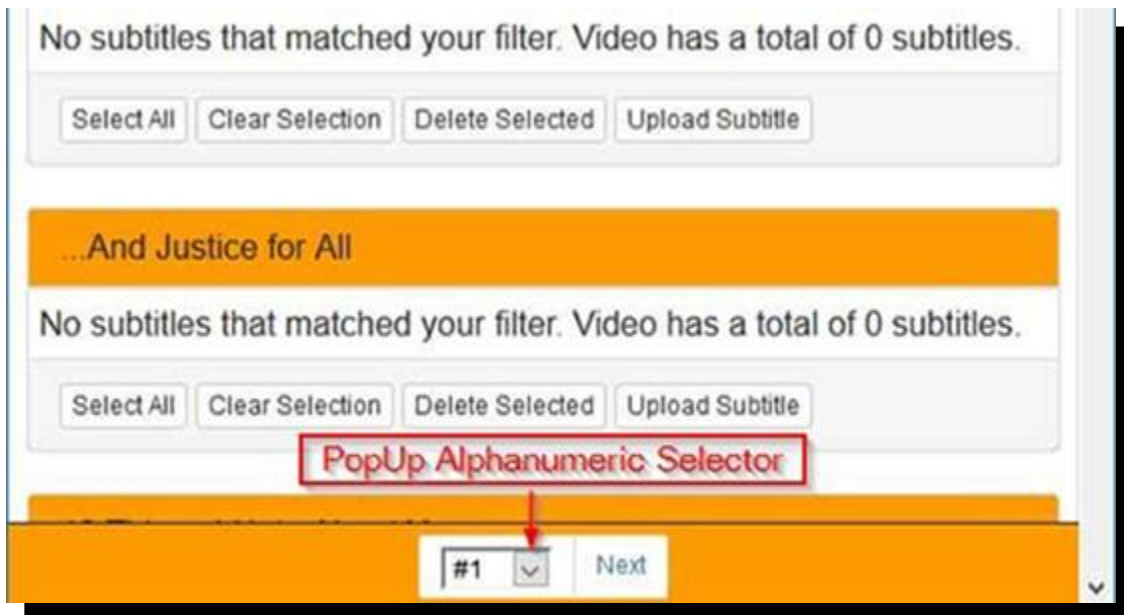 No subtitles that matched your filter. Video has a total of 0 subtitles.
Select All Clear Selection Delete Selected Upload Subtitle
...And Justice for All
No subtitles that matched your filter. Video has a total of 0 subtitles.
Select All Clear Selection Delete Selected Upload Subtitle
PopUp Alphanumeric Selector
#1 Next